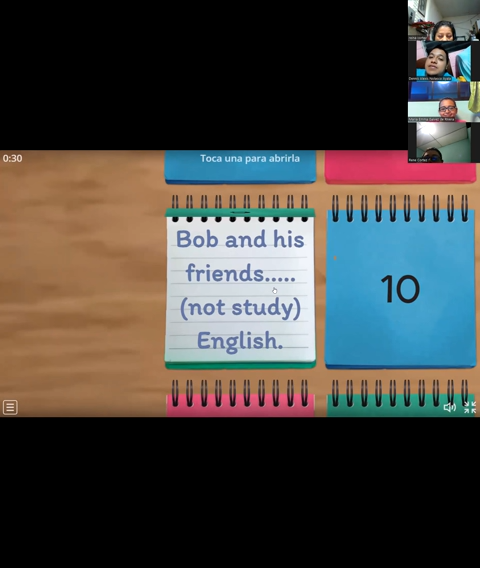 0:30
Toca una para abrirla
Bob and his
friends.....
(not study)
English.
10